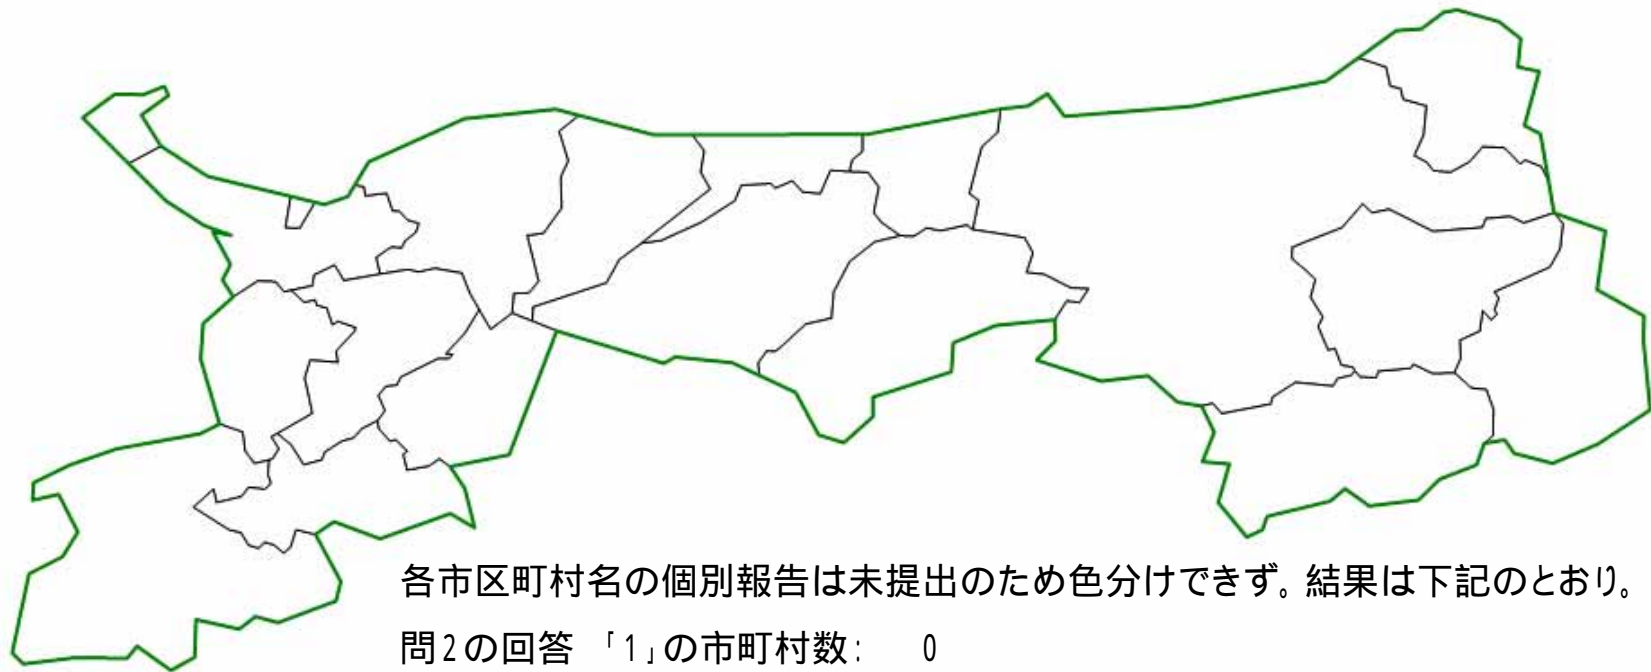 各市区町村名の個別報告は未提出のため色分けできず。結果は下記のとおり。
問2の回答 「1」の市町村数: 0